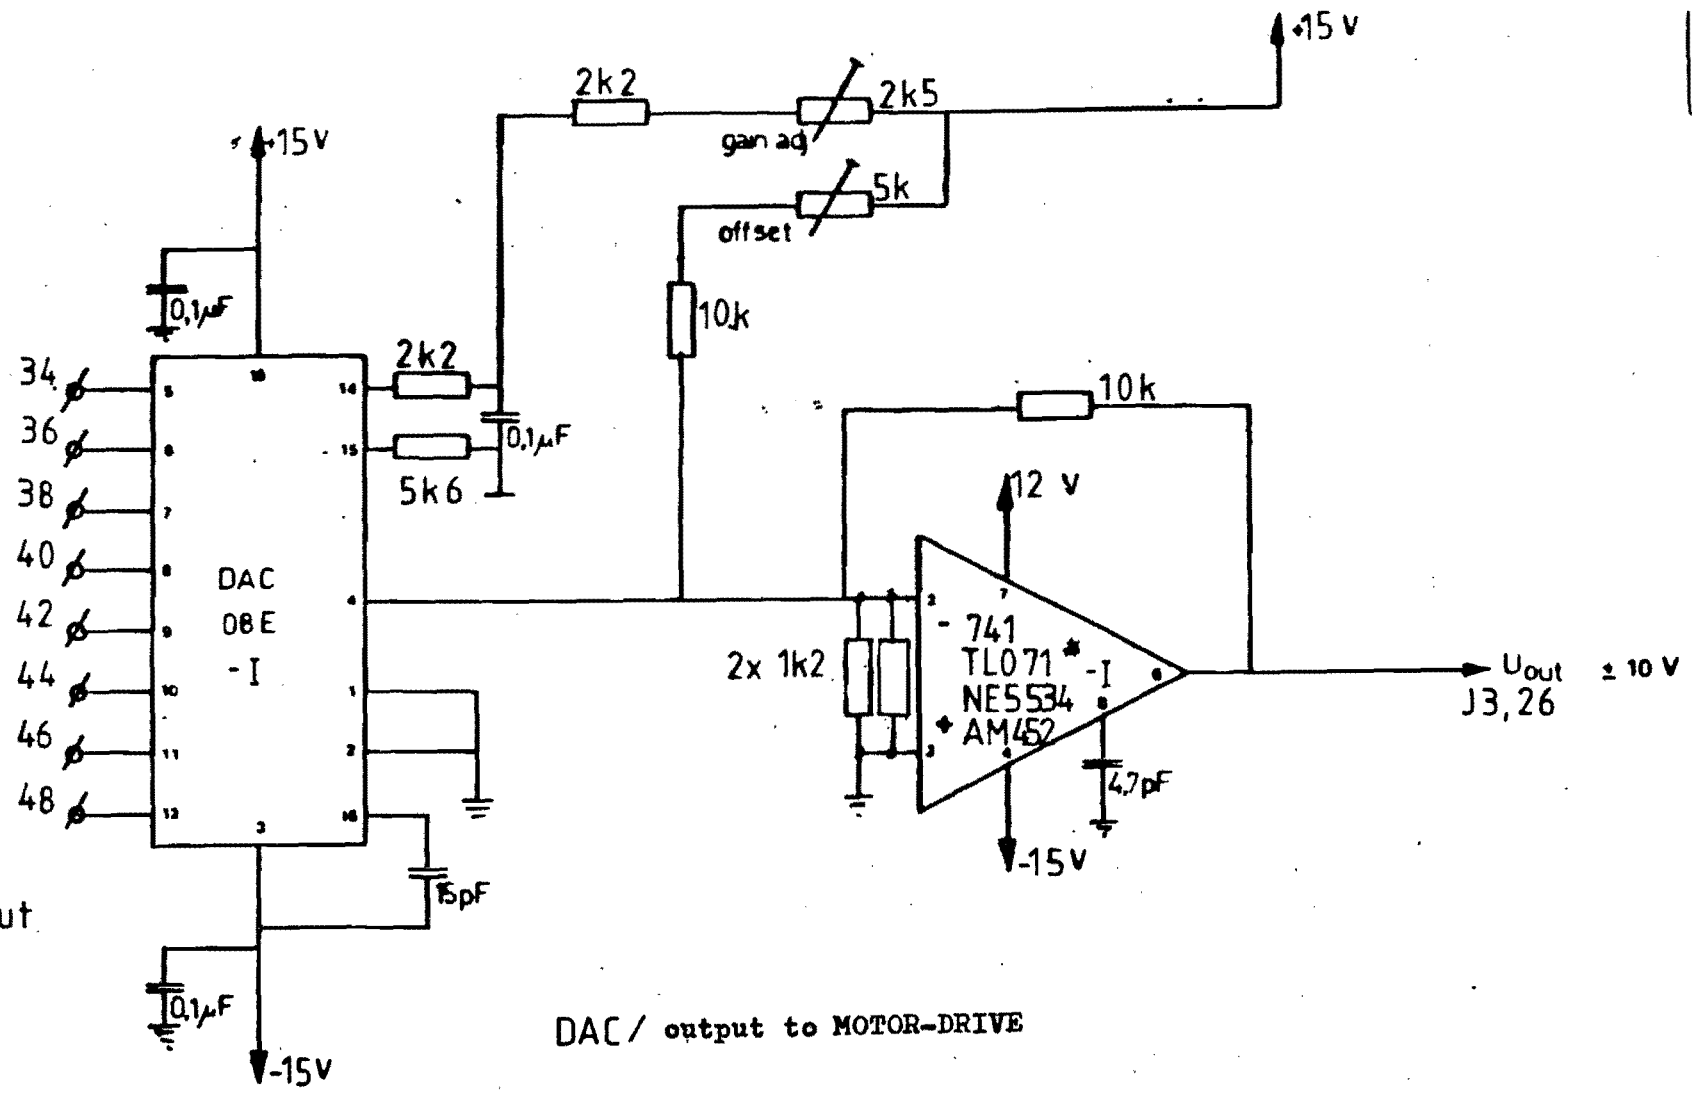 +15 V
2k2
2k5
gain adj
+15 V
5k
offset
0,1µF
10k
34
36
38
40
42
44
46
48
5
6
7
8
9
10
11
12
3
14
15
4
1
2
16
DAC
08E
-I
2k2
0,1µF
5k6
10k
12 V
7
2
- 741
TL071 * -I
NE5534
+ AM452
3
4
6
8
2x 1k2
Uout ± 10 V
J3,26
4,7pF
-15V
15pF
ut
0,1µF
-15V
DAC/ output to MOTOR-DRIVE